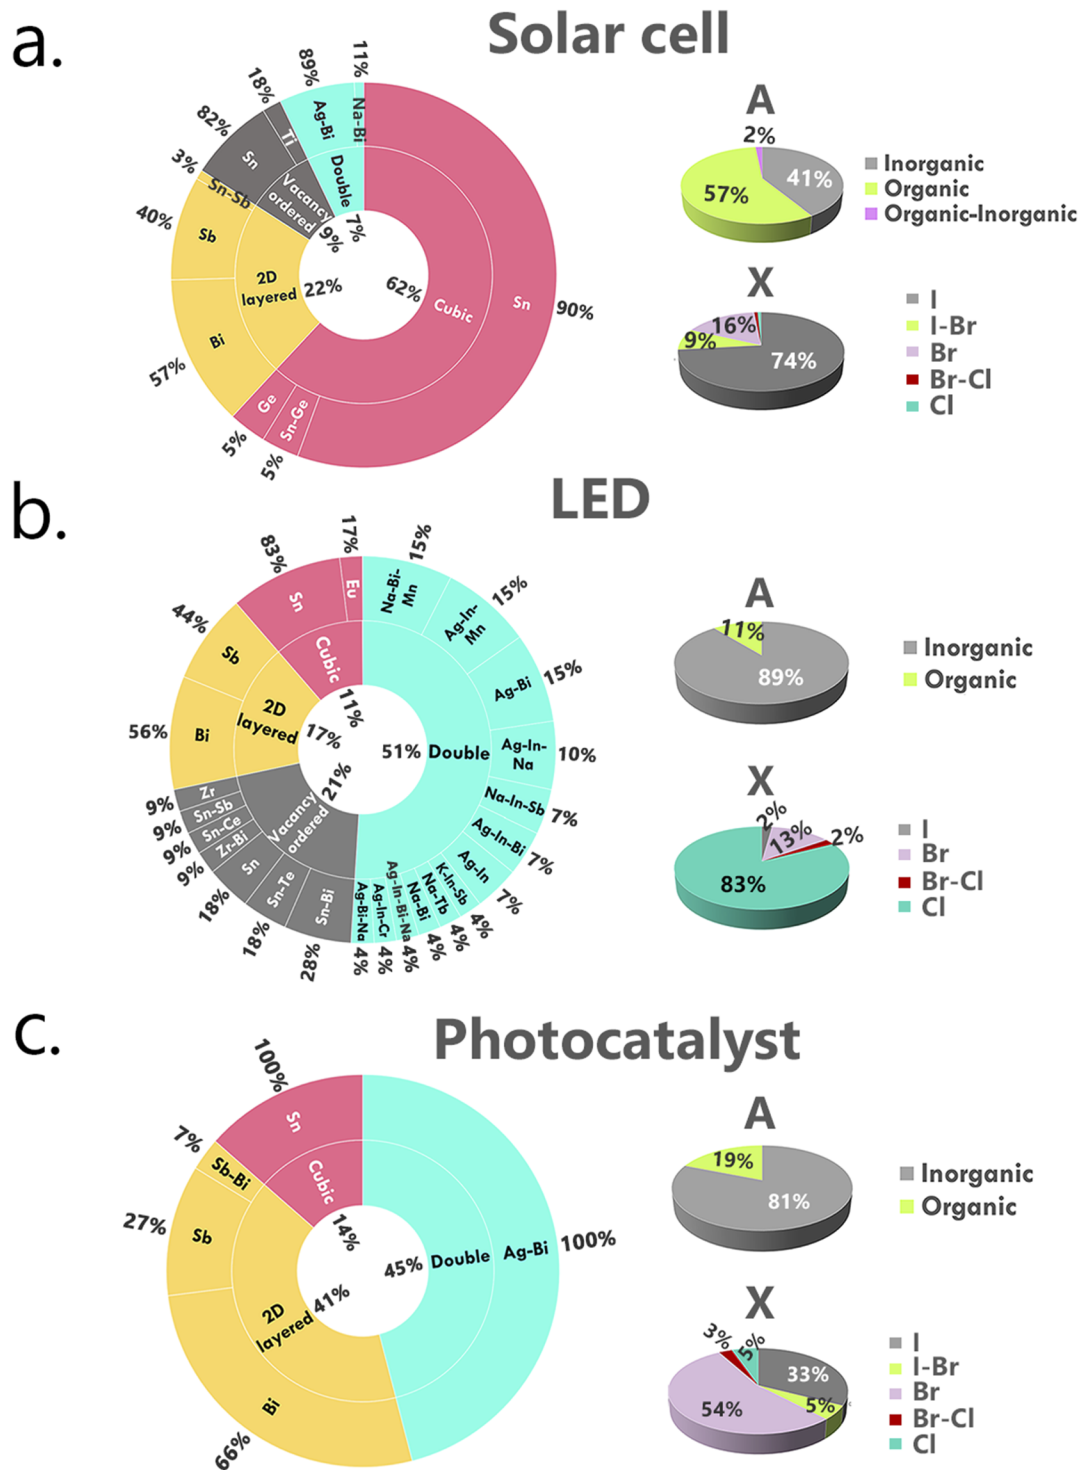 a.
Solar cell
11%
89%
18%
82%
3%
40%
57%
5%
5%
90%
Na-Bi
Ag-Bi
Ti
Sn
Sn-Sb
Sb
Bi
Ge
Sn-Ge
Sn
Double
7%
Vacancy
ordered
9%
2D
layered
22%
62%
Cubic
A
2%
41%
57%
Inorganic
Organic
Organic-Inorganic
X
16%
9%
74%
I
I-Br
Br
Br-Cl
Cl
b.
LED
17%
83%
44%
56%
9%
9%
9%
9%
18%
18%
28%
4%
4%
4%
4%
4%
4%
7%
7%
7%
10%
15%
15%
15%
Eu
Sn
Sb
Bi
Zr
Sn-Sb
Sn-Ce
Zr-Bi
Sn
Sn-Te
Sn-Bi
Ag-Bi-Na
Ag-In-Cr
Ag-In-Bi-Na
Na-Bi
Na-Tb
K-In-Sb
Ag-In
Ag-In-Bi
Na-In-Sb
Ag-In-
Na
Ag-Bi
Ag-In-
Mn
Na-Bi-
Mn
Cubic
11%
2D
layered
17%
Vacancy
ordered
21%
51%
Double
A
11%
89%
Inorganic
Organic
X
2%
13%
2%
83%
I
Br
Br-Cl
Cl
c.
Photocatalyst
100%
7%
27%
66%
100%
Sn
Sb-Bi
Sb
Bi
Ag-Bi
Cubic
14%
2D
layered
41%
45%
Double
A
19%
81%
Inorganic
Organic
X
3%
5%
33%
5%
54%
I
I-Br
Br
Br-Cl
Cl